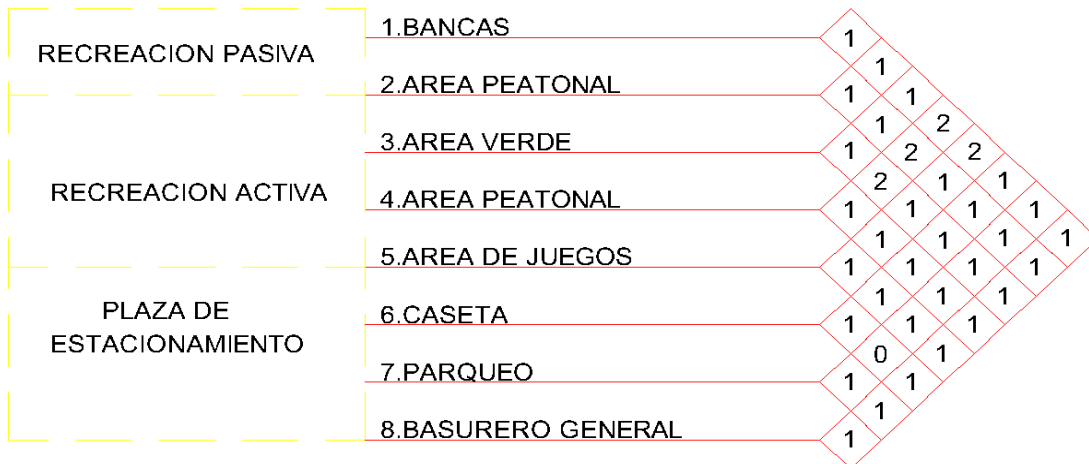 RECREACION PASIVA
RECREACION ACTIVA
PLAZA DE
ESTACIONAMIENTO
1.BANCAS
2.AREA PEATONAL
3.AREA VERDE
4.AREA PEATONAL
5.AREA DE JUEGOS
6.CASETA
7.PARQUEO
8.BASURERO GENERAL
1
1
1 1
1 2
1 2 2
2 1 1
1 1 1 1
1 1 1 1
1 1 1 1
1 1 1
1 1 1
0 1
1 1
1
1